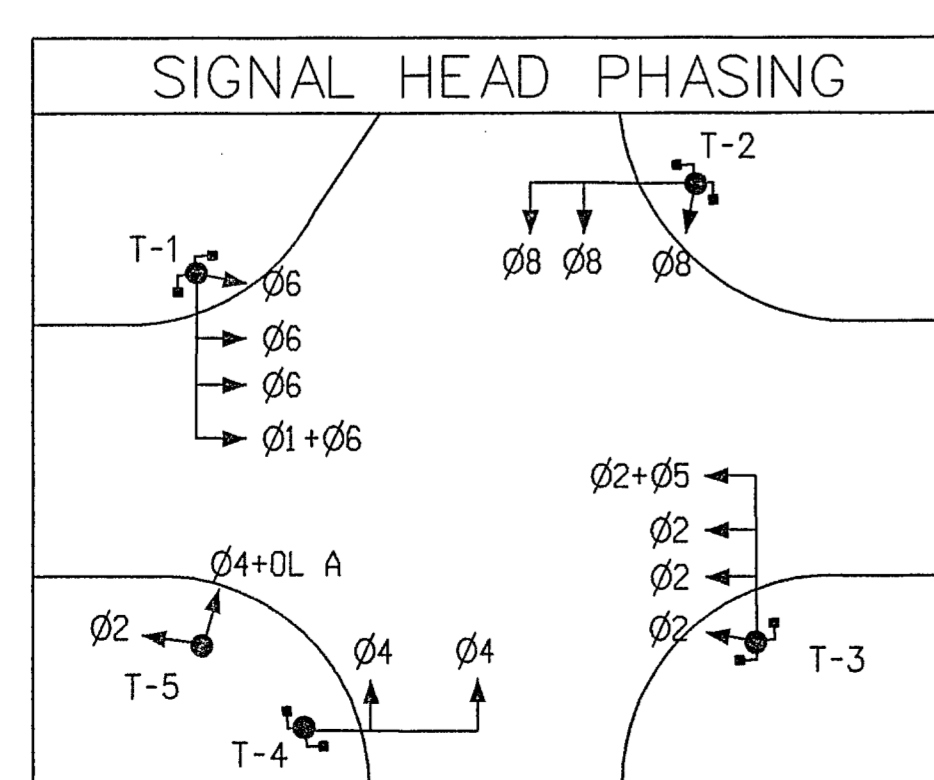 SIGNAL HEAD PHASING
T-2
T-1
Ø8 Ø8 Ø8
Ø6
Ø6
Ø6
Ø1+Ø6
Ø2+Ø5
Ø2
Ø4+OL A
Ø2
Ø2
Ø2
Ø4 Ø4
T-3
T-5
T-4